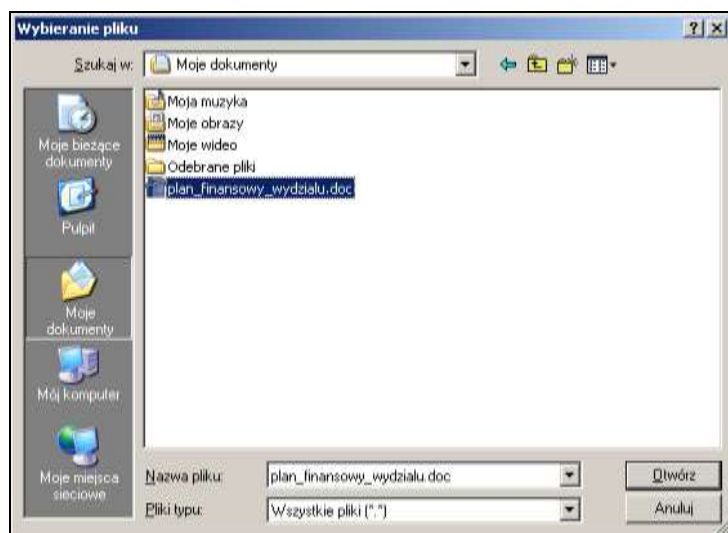 Wybieranie pliku
Szukaj w:
Moje dokumenty
Moje bieżące
dokumenty
Pulpit
Moje
dokumenty
Mój komputer
Moje miejsca
sieciowe
Moja muzyka
Moje obrazy
Moje wideo
Odebrane pliki
plan_finansowy_wydzialu.doc
Nazwa pliku:
plan_finansowy_wydzialu.doc
Otwórz
Pliki typu:
Wszystkie pliki (*.*)
Anuluj